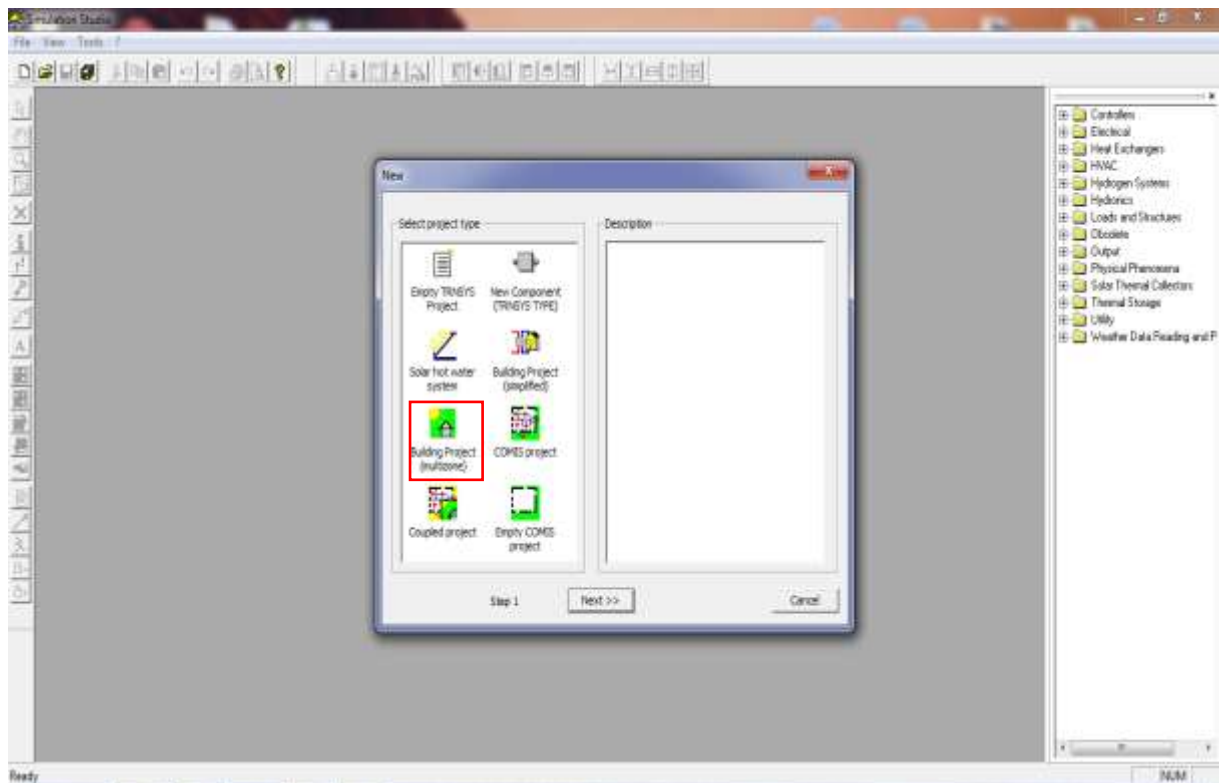 Simulation Studio
File View Tools ?
New
Select project type
Description
Empty TRNSYS
Project
New Component
(TRNSYS TYPE)
Solar hot water
system
Building Project
(simplified)
Building Project
(multizone)
COMIS project
Coupled project
Empty COMIS
project
Step 1
Next >>
Cancel
Controllers
Electrical
Heat Exchangers
HVAC
Hydrogen Systems
Hydronics
Loads and Structures
Obsolete
Output
Physical Phenomena
Solar Thermal Collectors
Thermal Storage
Utility
Weather Data Reading and P
Ready
NUM